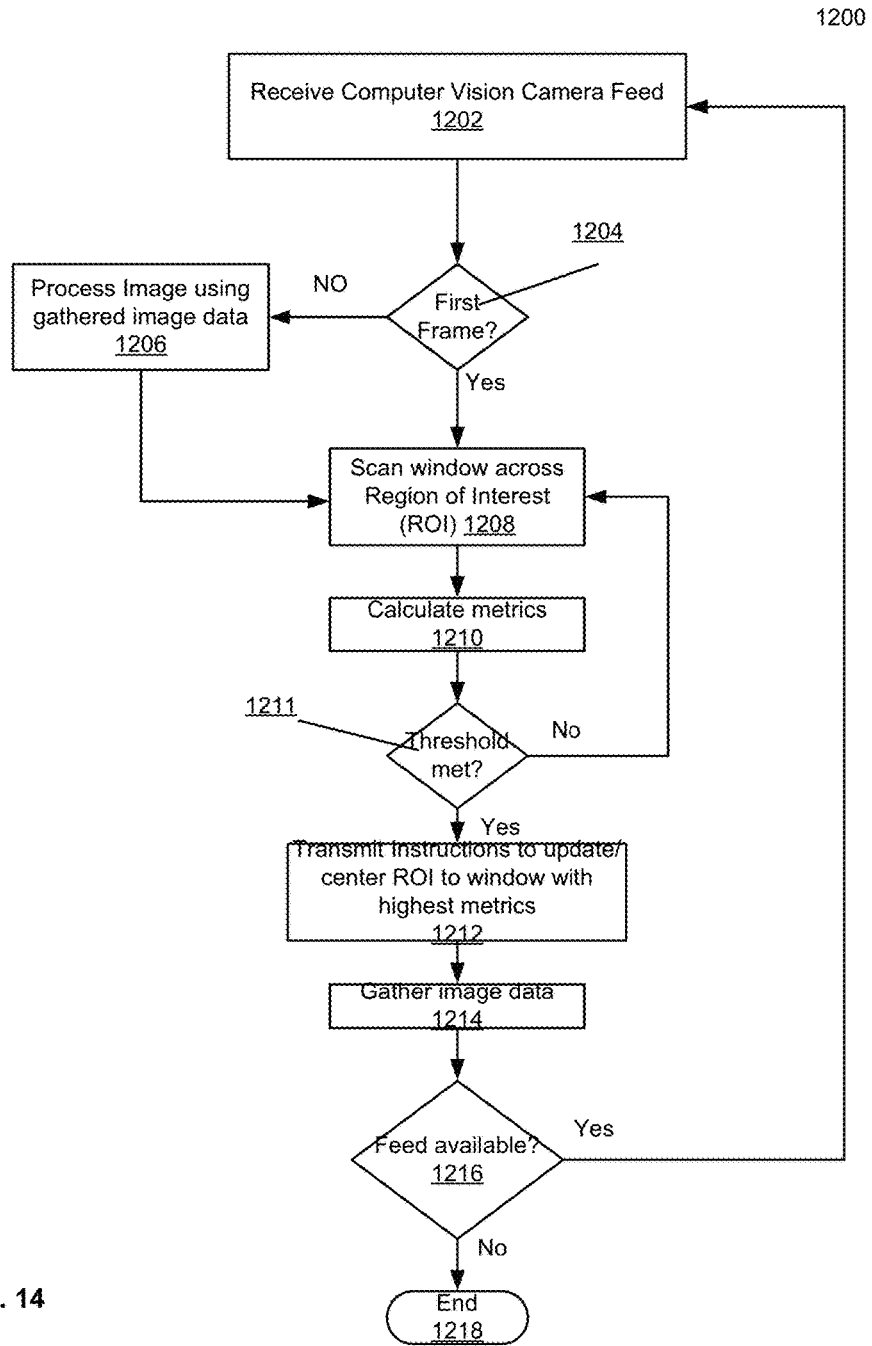 1200
Receive Computer Vision Camera Feed
1202
1204
First
Frame?
NO
Process Image using
gathered image data
1206
Yes
Scan window across
Region of Interest
(ROI) 1208
Calculate metrics
1210
1211
Threshold
met?
No
Yes
Transmit Instructions to update/
center ROI to window with
highest metrics
1212
Gather image data
1214
Feed available?
1216
Yes
No
End
1218
. 14